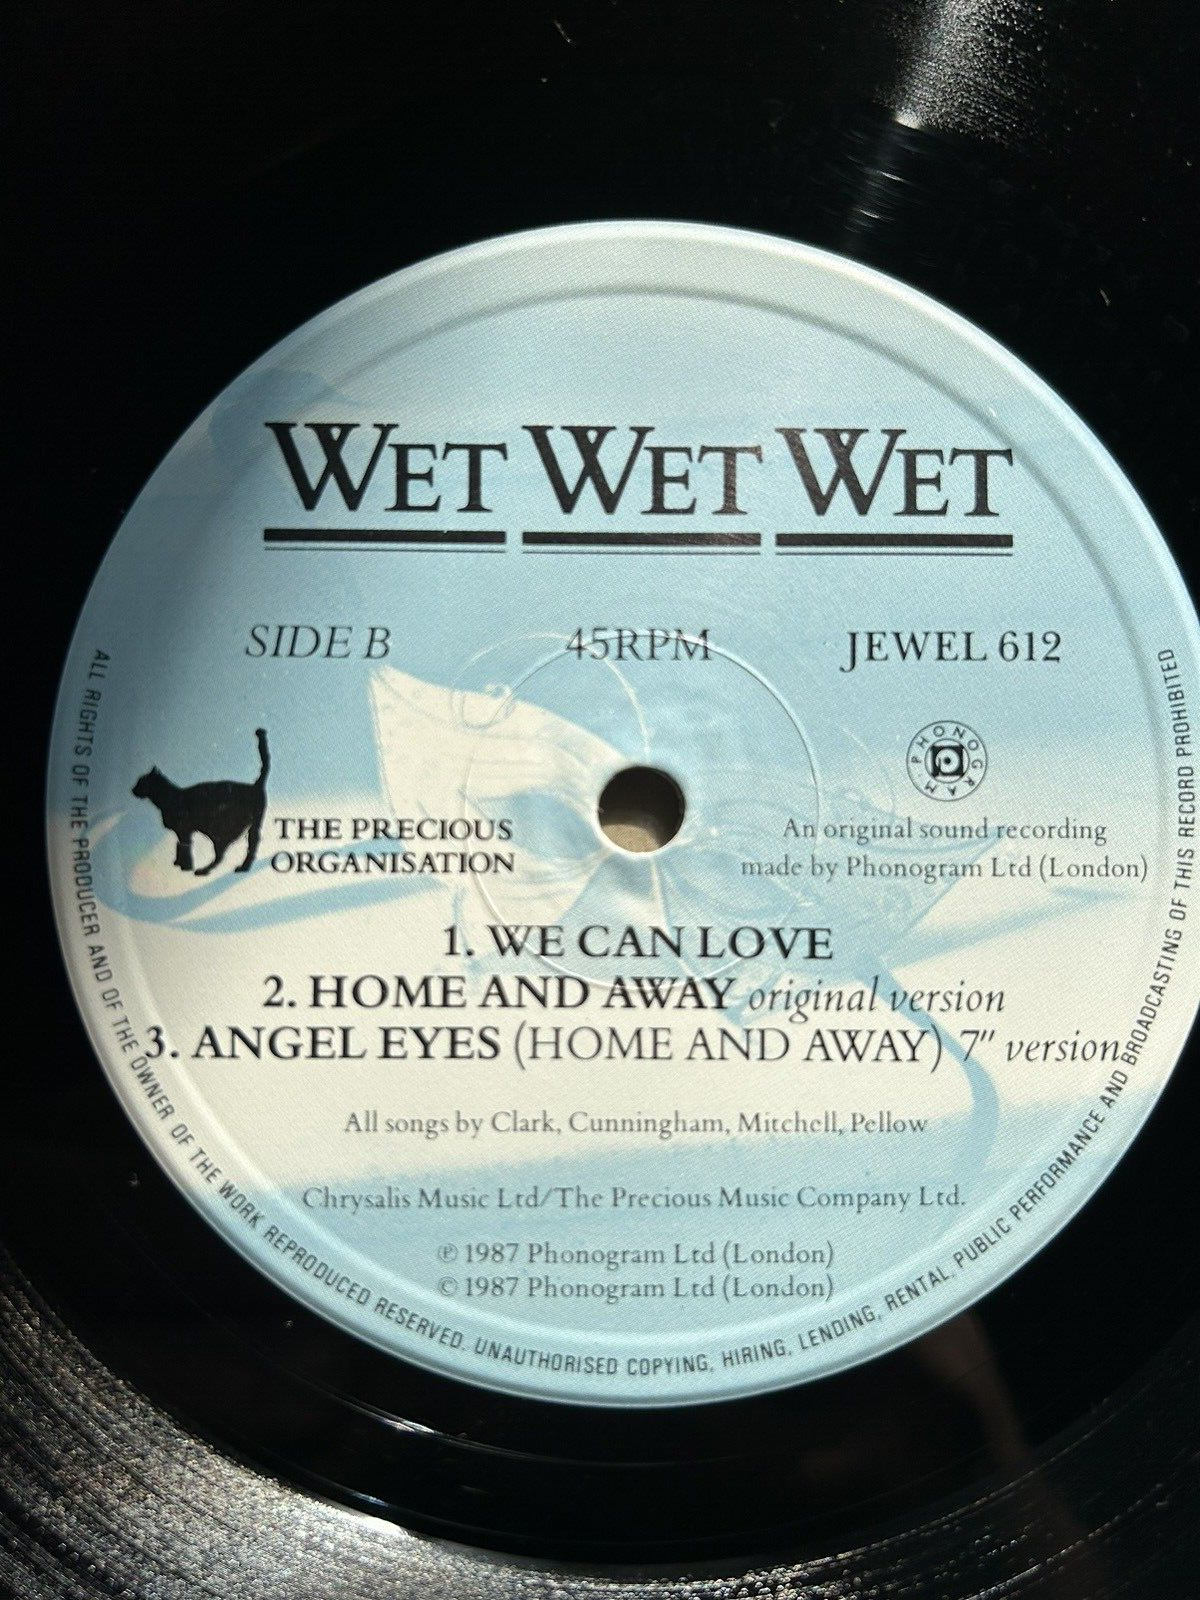 WET WET WET
SIDE B 45RPM JEWEL 612
PHONOGRAM
THE PRECIOUS
ORGANISATION
An original sound recording
made by Phonogram Ltd (London)
1. WE CAN LOVE
2. HOME AND AWAY original version
3. ANGEL EYES (HOME AND AWAY) 7" version
All songs by Clark, Cunningham, Mitchell, Pellow
Chrysalis Music Ltd/The Precious Music Company Ltd.
℗ 1987 Phonogram Ltd (London)
© 1987 Phonogram Ltd (London)
ALL RIGHTS OF THE PRODUCER AND OF THE OWNER OF THE WORK REPRODUCED RESERVED. UNAUTHORISED COPYING, HIRING, LENDING, RENTAL, PUBLIC PERFORMANCE AND BROADCASTING OF THIS RECORD PROHIBITED